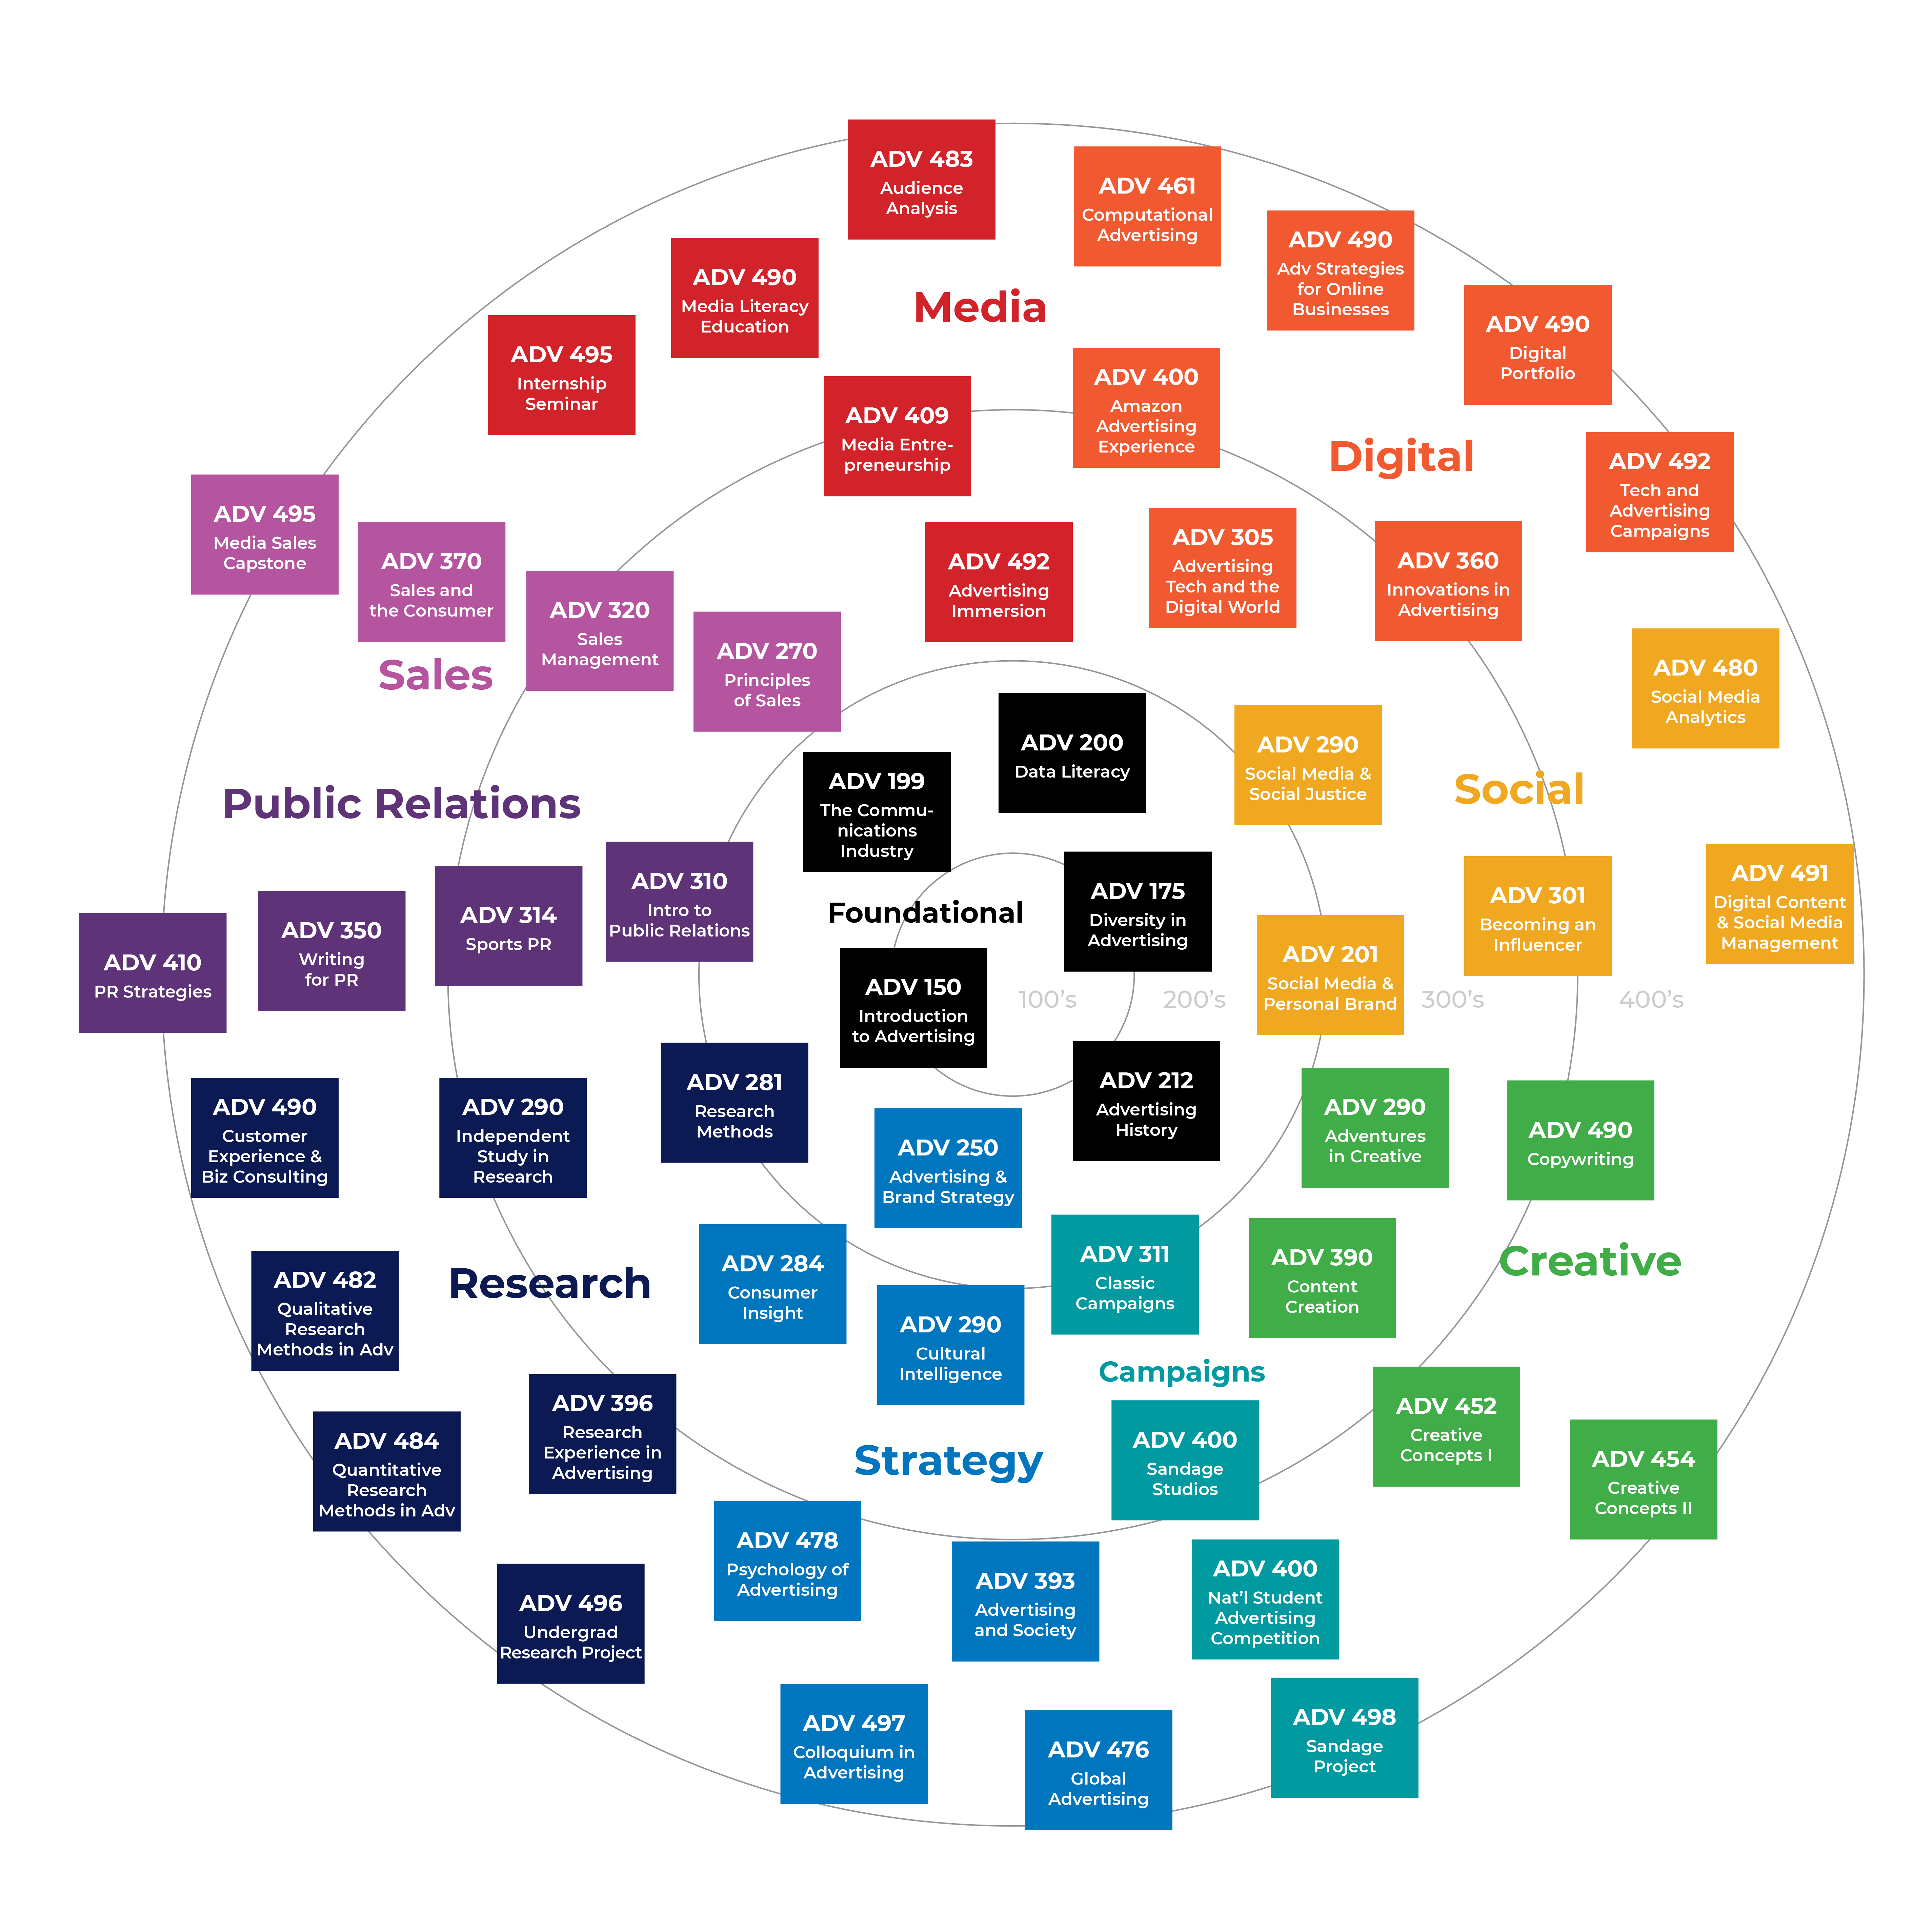 ADV 483
Audience
Analysis
ADV 461
Computational
Advertising
ADV 490
Adv Strategies
for Online
Businesses
ADV 490
Media Literacy
Education
Media
ADV 490
Digital
Portfolio
ADV 495
Internship
Seminar
ADV 409
Media Entre-
preneurship
ADV 400
Amazon
Advertising
Experience
Digital
ADV 492
Tech and
Advertising
Campaigns
ADV 495
Media Sales
Capstone
ADV 370
Sales and
the Consumer
ADV 320
Sales
Management
ADV 270
Principles
of Sales
ADV 492
Advertising
Immersion
ADV 305
Advertising
Tech and the
Digital World
ADV 360
Innovations in
Advertising
Sales
ADV 480
Social Media
Analytics
ADV 200
Data Literacy
ADV 290
Social Media &
Social Justice
Social
Public Relations
ADV 199
The Commu-
nications
Industry
ADV 310
Intro to
Public Relations
ADV 314
Sports PR
ADV 350
Writing
for PR
ADV 410
PR Strategies
Foundational
ADV 175
Diversity in
Advertising
ADV 301
Becoming an
Influencer
ADV 491
Digital Content
& Social Media
Management
ADV 150
Introduction
to Advertising
ADV 201
Social Media &
Personal Brand
100's
200's
300's
400's
ADV 490
Customer
Experience &
Biz Consulting
ADV 290
Independent
Study in
Research
ADV 281
Research
Methods
ADV 250
Advertising &
Brand Strategy
ADV 212
Advertising
History
ADV 290
Adventures
in Creative
ADV 490
Copywriting
ADV 482
Qualitative
Research
Methods in Adv
Research
ADV 284
Consumer
Insight
ADV 290
Cultural
Intelligence
ADV 311
Classic
Campaigns
ADV 390
Content
Creation
Creative
Campaigns
ADV 484
Quantitative
Research
Methods in Adv
ADV 396
Research
Experience in
Advertising
Strategy
ADV 400
Sandage
Studios
ADV 452
Creative
Concepts I
ADV 454
Creative
Concepts II
ADV 496
Undergrad
Research Project
ADV 478
Psychology of
Advertising
ADV 393
Advertising
and Society
ADV 400
Nat'l Student
Advertising
Competition
ADV 497
Colloquium in
Advertising
ADV 476
Global
Advertising
ADV 498
Sandage
Project